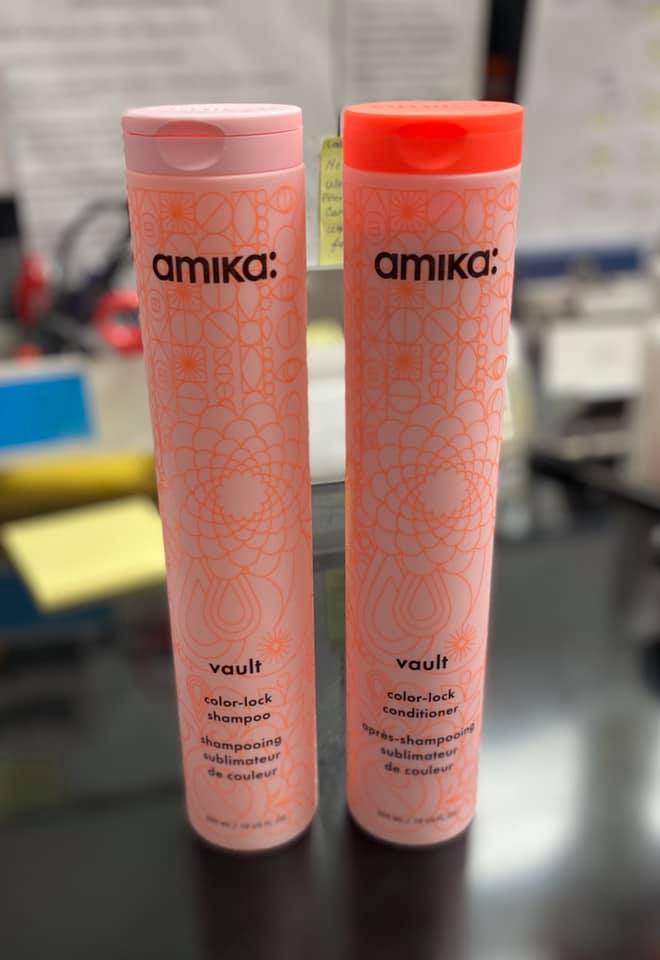 amika:
vault
color-lock
shampoo
shampooing
sublimateur
de couleur
amika:
vault
color-lock
conditioner
après-shampooing
sublimateur
de couleur